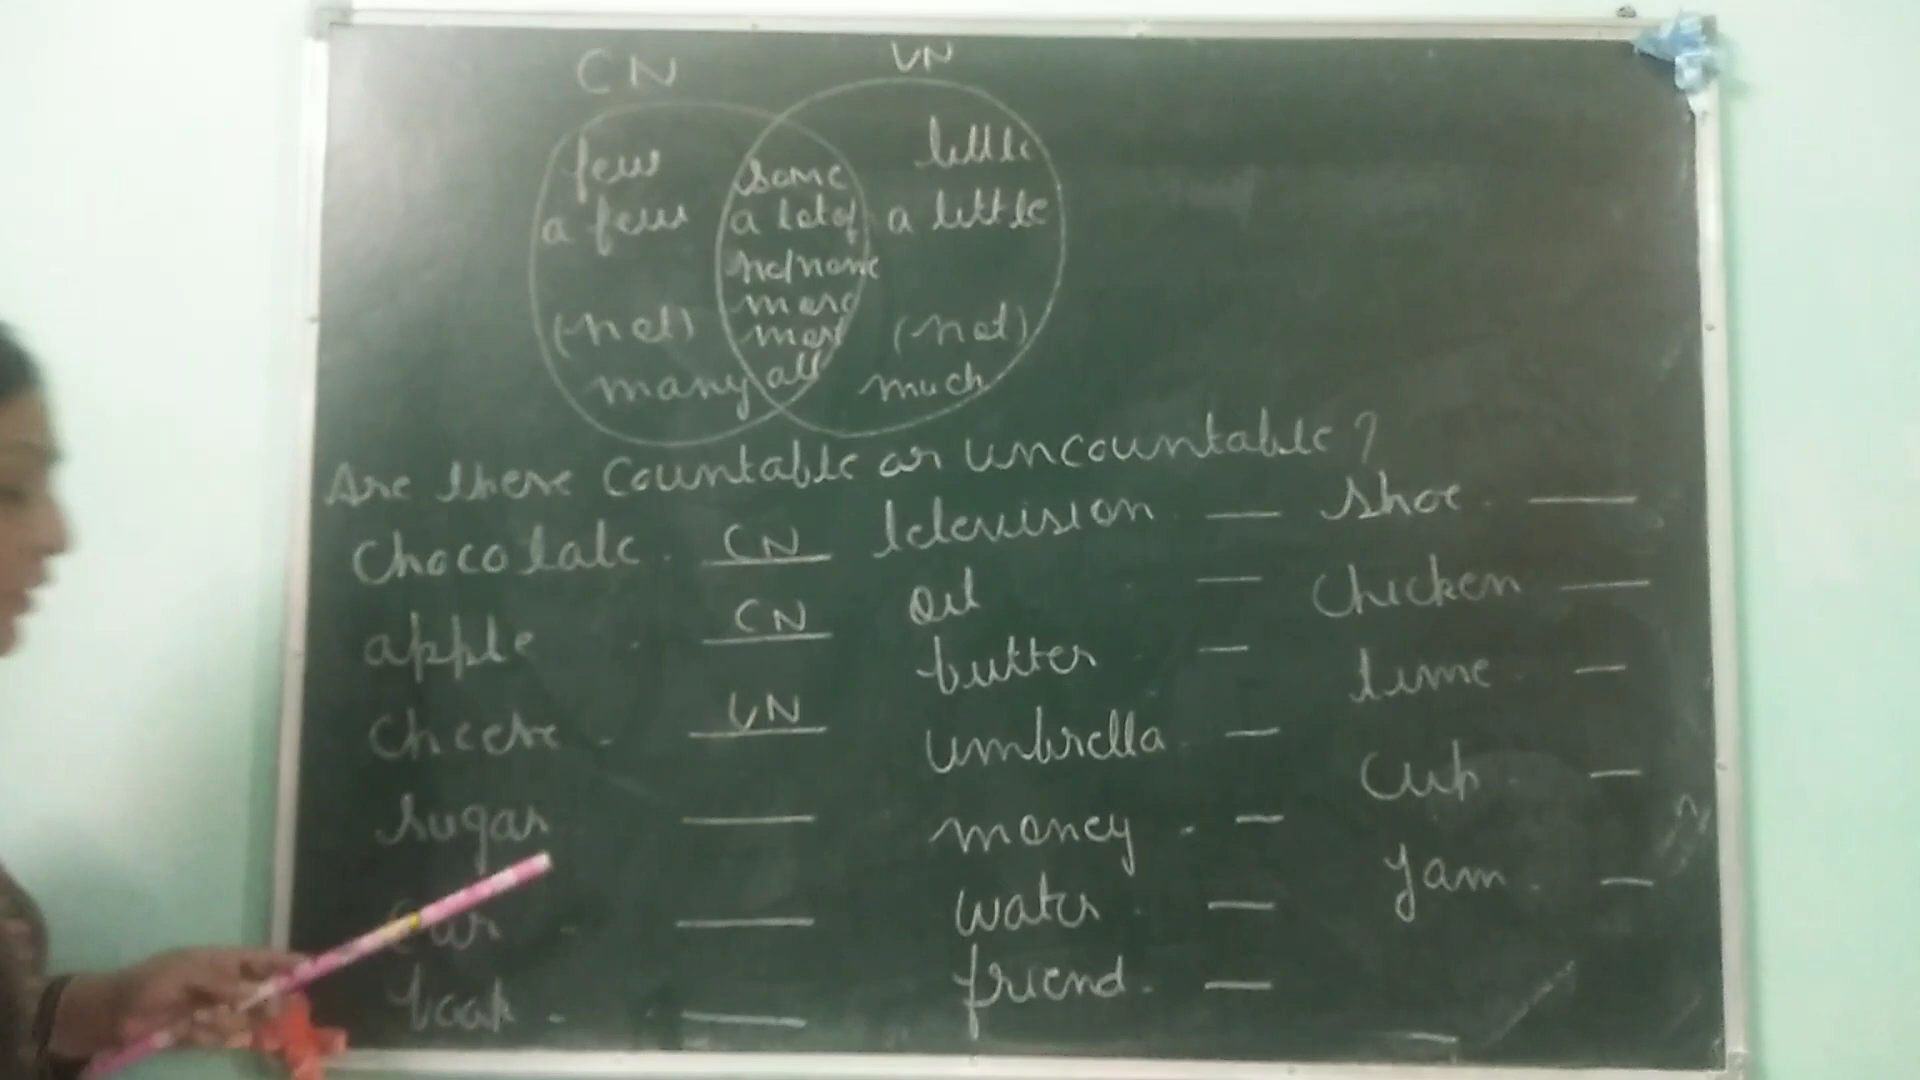 CN
UN
few
a few
(not)
many
some
a lot of
no/none
more
most
all
little
a little
(not)
much
Are these Countable or uncountable?
Chocolate. CN
apple . CN
cheese . UN
sugar
car .
book .
television
oil
butter
umbrella
money .
water .
friend .
shoe .
chicken
time .
Cup .
Jam .